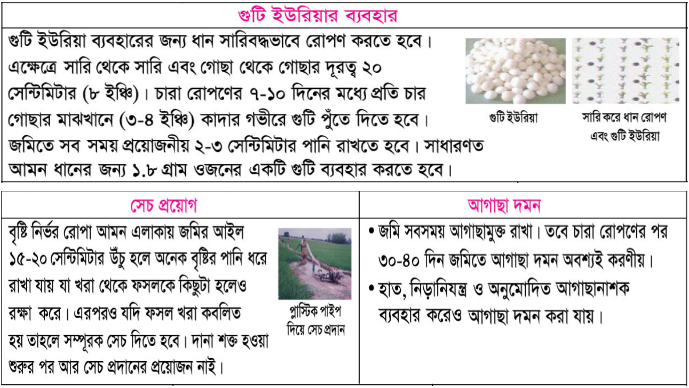 গুটি ইউরিয়ার ব্যবহার
গুটি ইউরিয়া ব্যবহারের জন্য ধান সারিবদ্ধভাবে রোপণ করতে হবে।
এক্ষেত্রে সারি থেকে সারি এবং গোছা থেকে গোছার দূরত্ব ২০
সেন্টিমিটার (৮ ইঞ্চি)। চারা রোপণের ৭-১০ দিনের মধ্যে প্রতি চার
গোছার মাঝখানে (৩-৪ ইঞ্চি) কাদার গভীরে গুটি পুঁতে দিতে হবে।
জমিতে সব সময় প্রয়োজনীয় ২-৩ সেন্টিমিটার পানি রাখতে হবে। সাধারণত
আমন ধানের জন্য ১.৮ গ্রাম ওজনের একটি গুটি ব্যবহার করতে হবে।
গুটি ইউরিয়া
সারি করে ধান রোপণ
এবং গুটি ইউরিয়া
সেচ প্রয়োগ
বৃষ্টি নির্ভর রোপা আমন এলাকায় জমির আইল
১৫-২০ সেন্টিমিটার উঁচু হলে অনেক বৃষ্টির পানি ধরে
রাখা যায় যা খরা থেকে ফসলকে কিছুটা হলেও
রক্ষা করে। এরপরও যদি ফসল খরা কবলিত
হয় তাহলে সম্পূরক সেচ দিতে হবে। দানা শক্ত হওয়া
শুরুর পর আর সেচ প্রদানের প্রয়োজন নাই।
প্লাস্টিক পাইপ
দিয়ে সেচ প্রদান
আগাছা দমন
• জমি সবসময় আগাছামুক্ত রাখা। তবে চারা রোপণের পর
৩০-৪০ দিন জমিতে আগাছা দমন অবশ্যই করণীয়।
• হাত, নিড়ানিযন্ত্র ও অনুমোদিত আগাছানাশক
ব্যবহার করেও আগাছা দমন করা যায়।